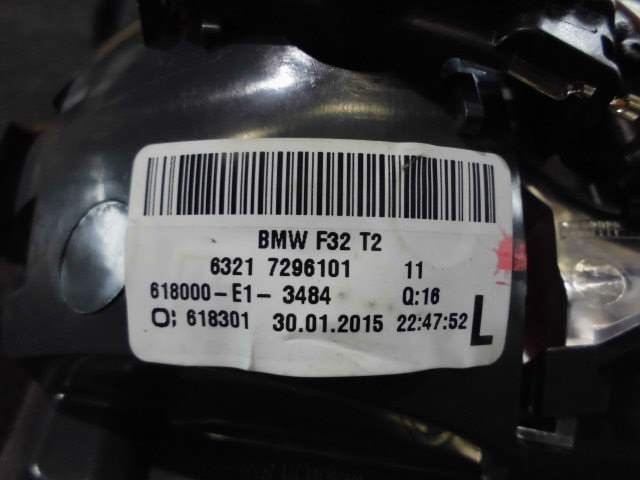 BMW F32 T2
6321 7296101 11
618000-E1- 3484 Q:16
O; 618301 30.01.2015 22:47:52 L